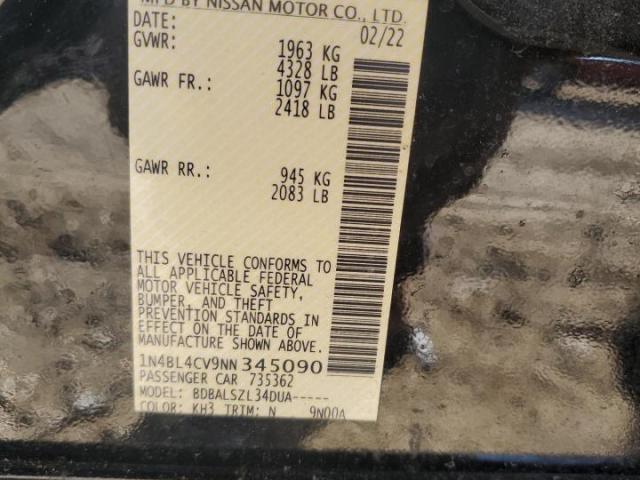 MFD BY NISSAN MOTOR CO., LTD.
DATE: 02/22
GVWR: 1963 KG
4328 LB
GAWR FR.: 1097 KG
2418 LB
GAWR RR.: 945 KG
2083 LB
THIS VEHICLE CONFORMS TO
ALL APPLICABLE FEDERAL
MOTOR VEHICLE SAFETY,
BUMPER, AND THEFT
PREVENTION STANDARDS IN
EFFECT ON THE DATE OF
MANUFACTURE SHOWN ABOVE.
1N4BL4CV9NN345090
PASSENGER CAR 735362
MODEL: BDBALSZL34DUA-----
COLOR: KH3 TRIM: N 9N00A